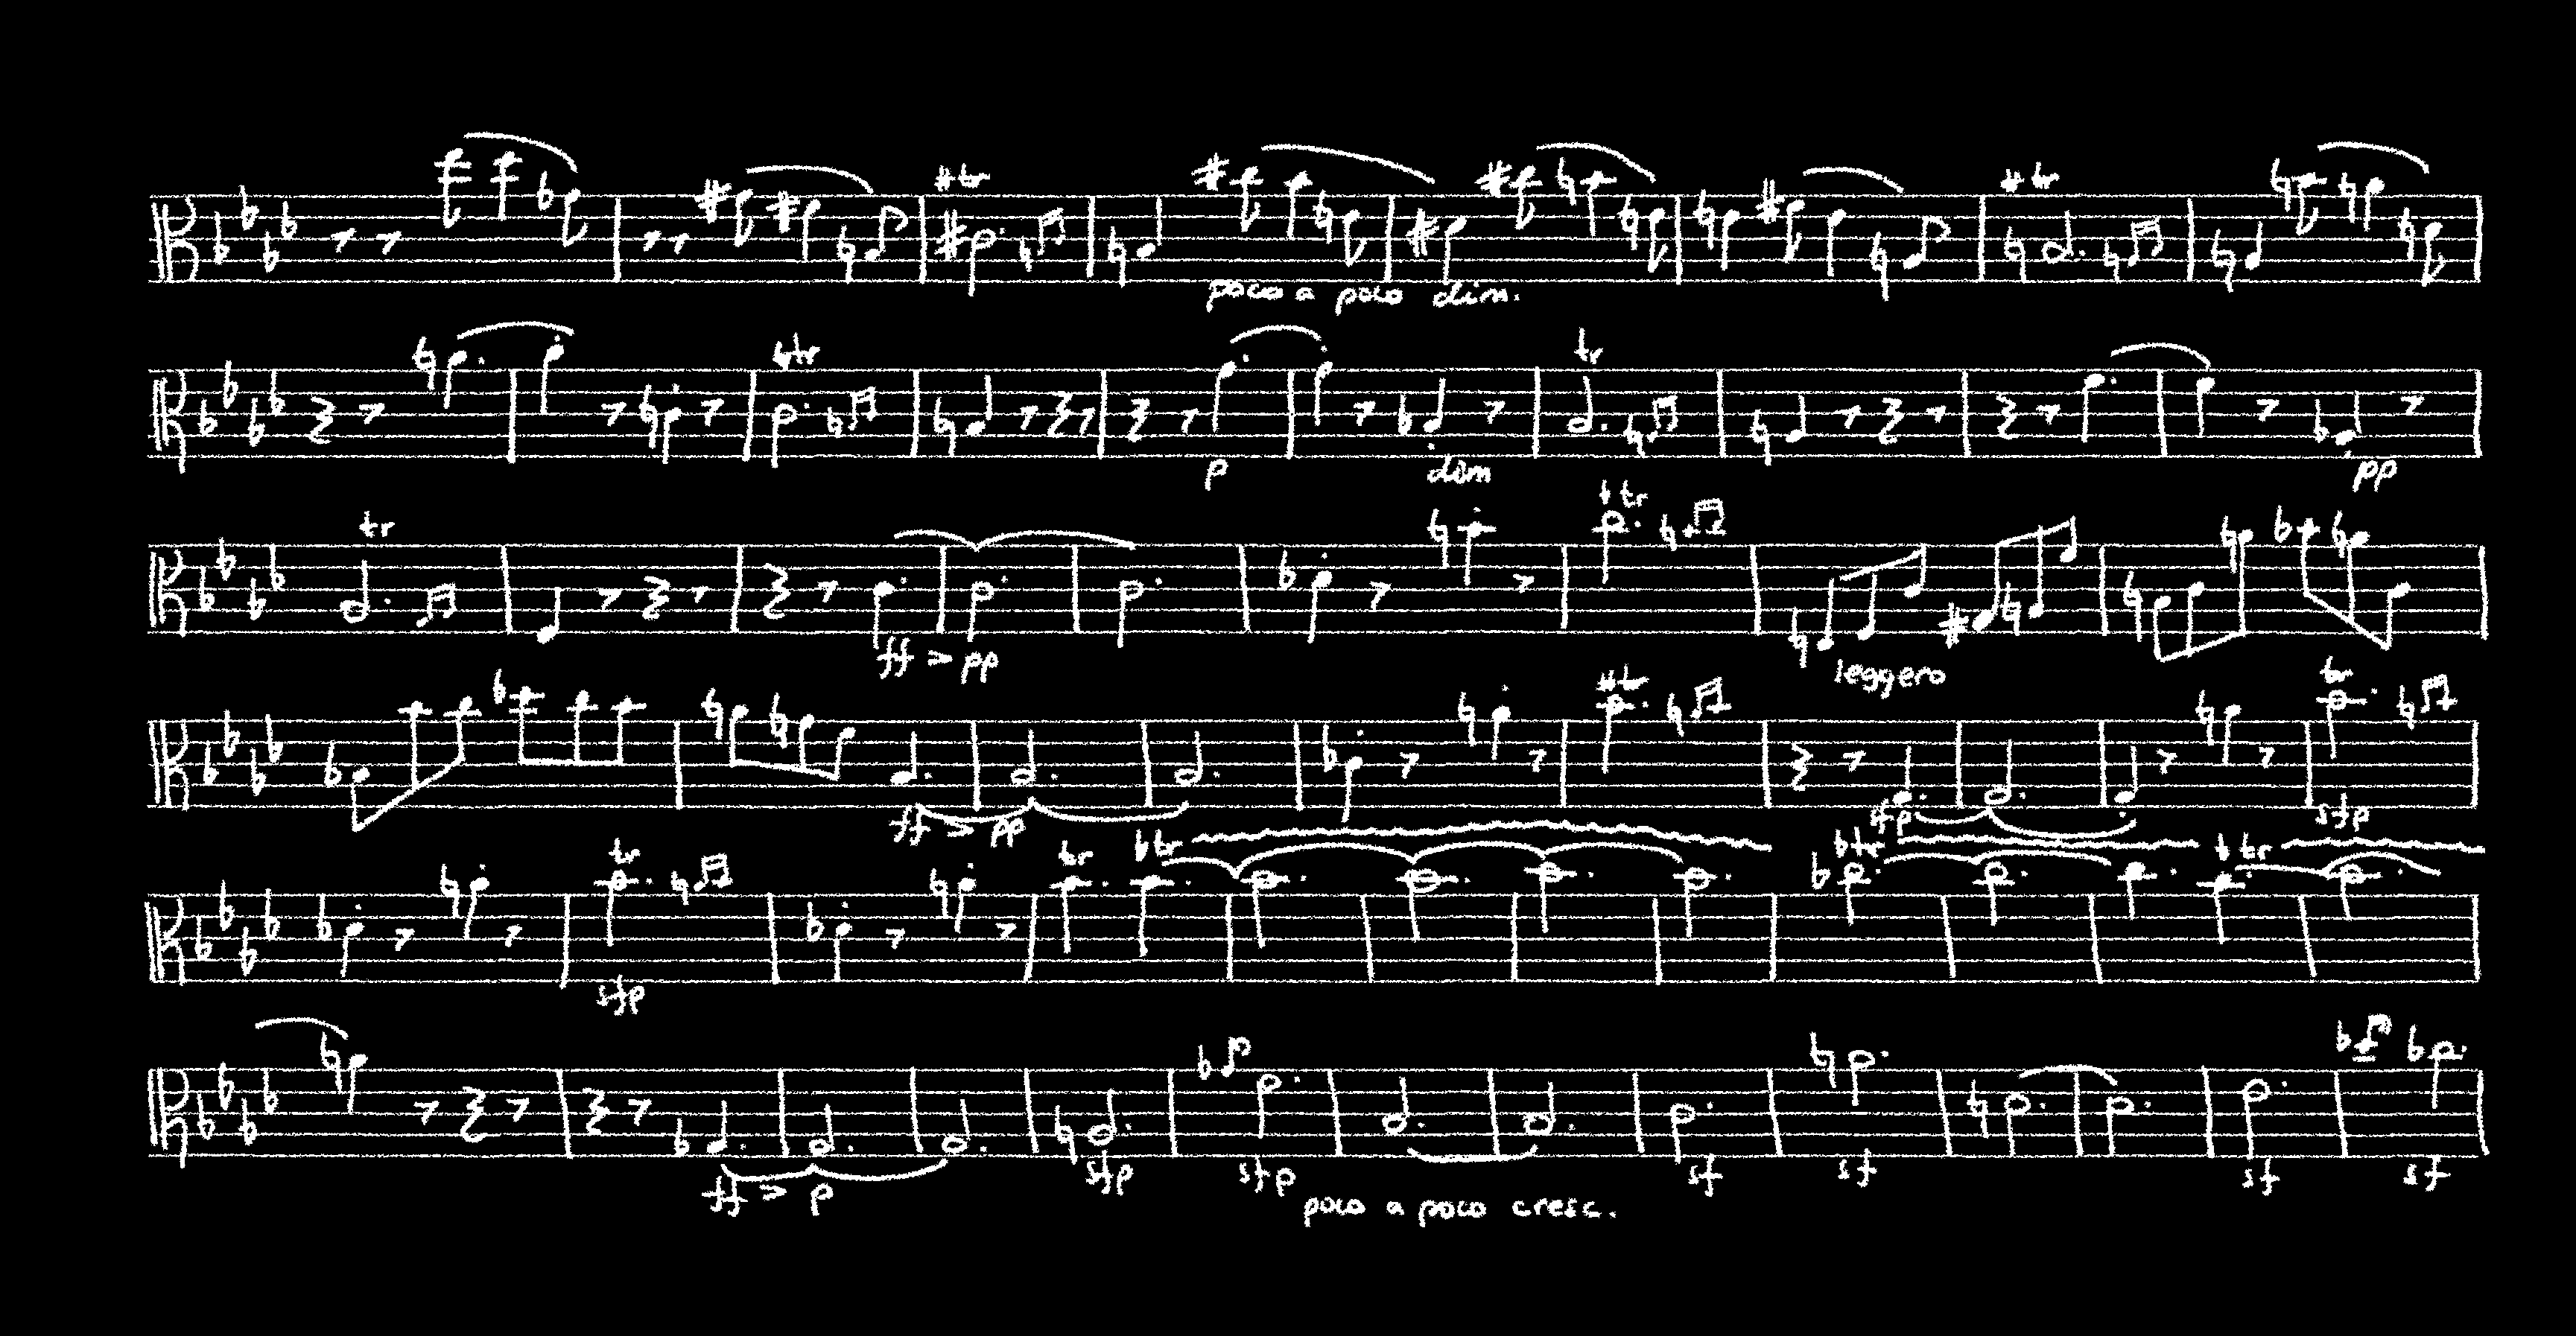 tr tr
poco a poco dim.
tr tr
p dim pp
tr tr
ff > pp leggero
tr tr
ff > pp sfp sfp
tr tr tr tr tr
sfp
ff > p sfp sfp sf sf sf sf
poco a poco cresc.